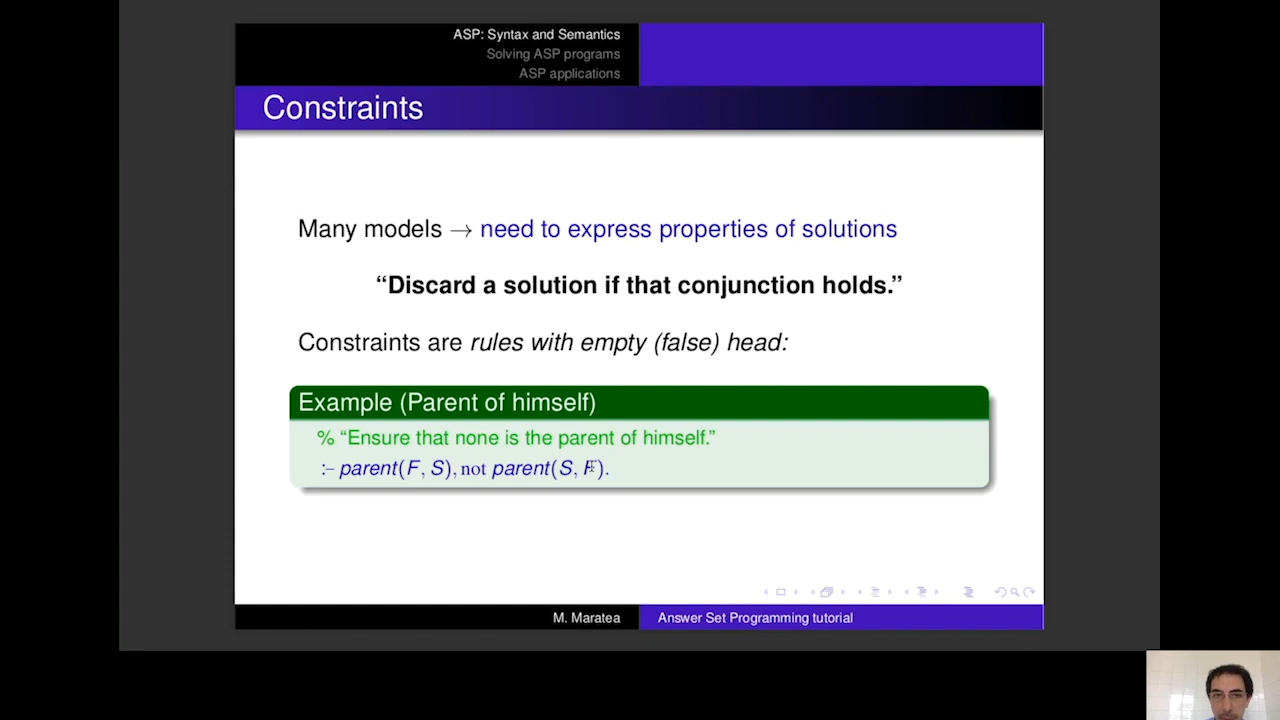 ASP: Syntax and Semantics
Solving ASP programs
ASP applications
Constraints
Many models → need to express properties of solutions
“Discard a solution if that conjunction holds.”
Constraints are rules with empty (false) head:
Example (Parent of himself)
% “Ensure that none is the parent of himself.”
:– parent(F, S), not parent(S, F).
M. Maratea
Answer Set Programming tutorial